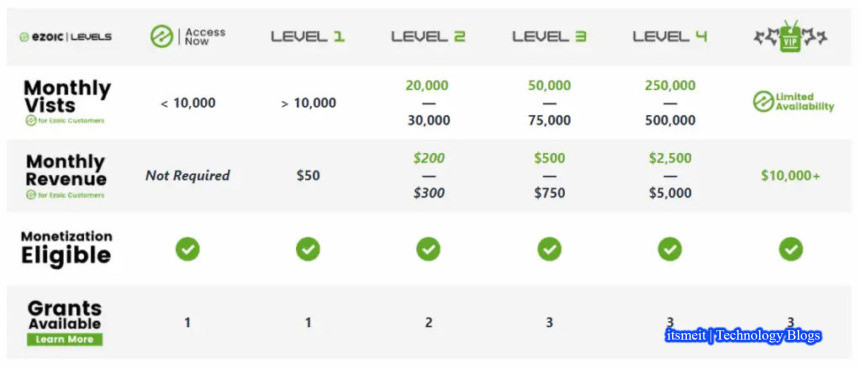 ezoic | LEVELS
Access Now
LEVEL 1
LEVEL 2
LEVEL 3
LEVEL 4
VIP
Monthly
Vists
for Ezoic Customers
< 10,000
> 10,000
20,000
—
30,000
50,000
—
75,000
250,000
—
500,000
Limited
Availability
Monthly
Revenue
for Ezoic Customers
Not Required
$50
$200
—
$300
$500
—
$750
$2,500
—
$5,000
$10,000+
Monetization
Eligible
Grants
Available
Learn More
1
1
2
3
3
3
itsmeit | Technology Blogs